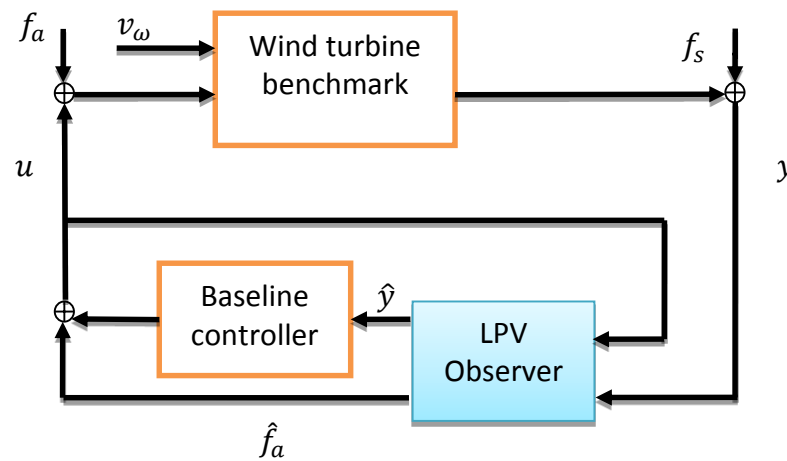 f_a
v_ω
Wind turbine
benchmark
f_s
u
y
Baseline
controller
ŷ
LPV
Observer
f̂_a